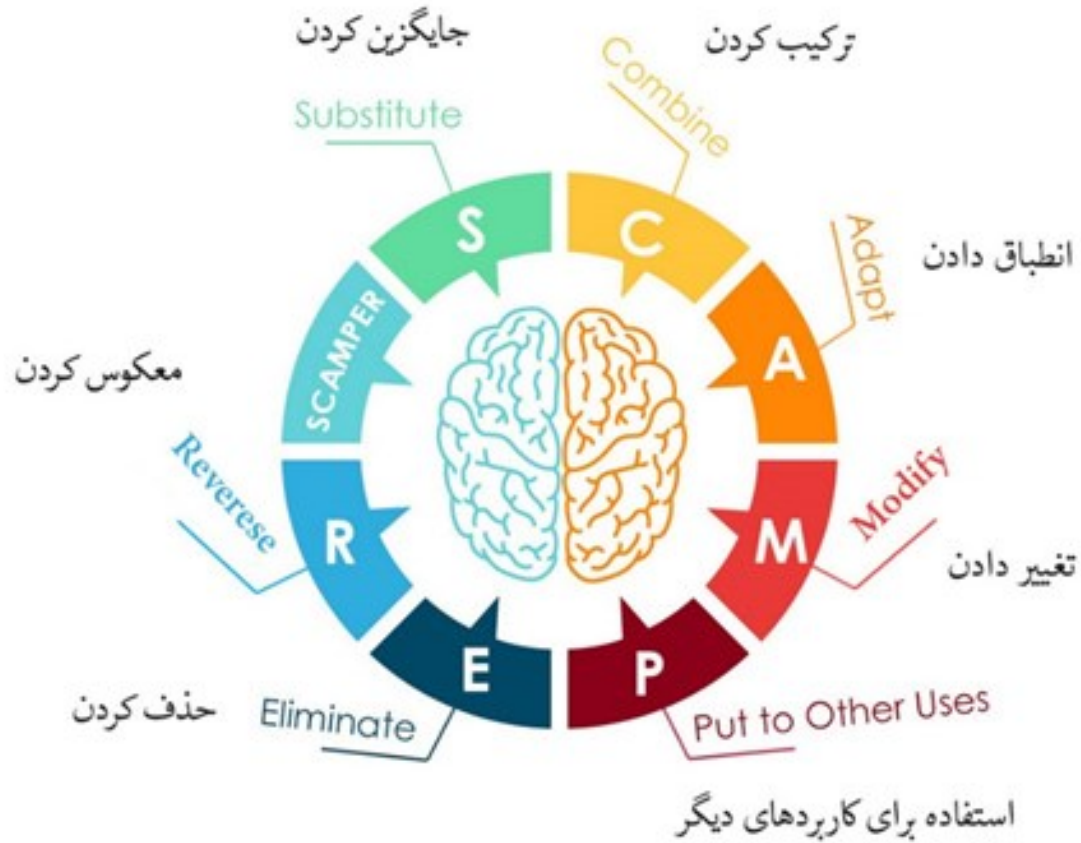 جایگزین کردن
Substitute
S
ترکیب کردن
Combine
C
انطباق دادن
Adapt
A
Modify
M
تغییر دادن
Put to Other Uses
P
استفاده برای کاربردهای دیگر
Eliminate
E
حذف کردن
معکوس کردن
Reverese
R
SCAMPER